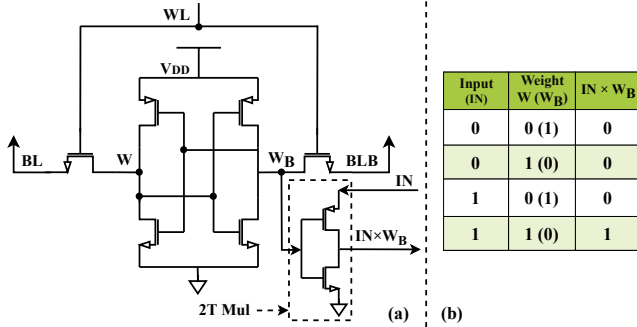 WL
VDD
BL
W
WB
BLB
IN
IN×WB
2T Mul
(a)
Input Weight IN × WB
(IN) W (WB)
0 0 (1) 0
0 1 (0) 0
1 0 (1) 0
1 1 (0) 1
(b)